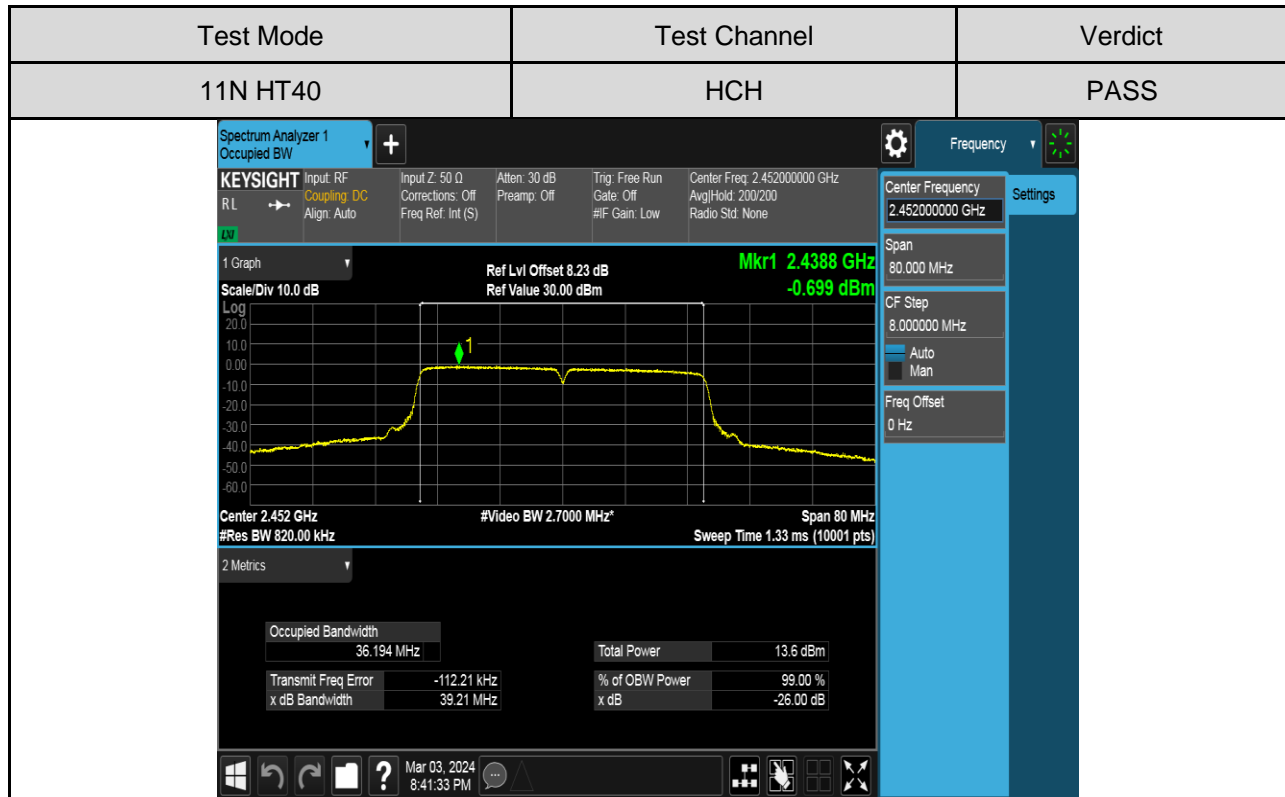 Test Mode Test Channel Verdict
11N HT40 HCH PASS
Spectrum Analyzer 1
Occupied BW
+
Frequency
KEYSIGHT Input: RF Input Z: 50 Ω Atten: 30 dB Trig: Free Run Center Freq: 2.452000000 GHz
RL Coupling: DC Corrections: Off Preamp: Off Gate: Off Avg|Hold: 200/200
Align: Auto Freq Ref: Int (S) #IF Gain: Low Radio Std: None
LXI
Center Frequency
2.452000000 GHz
Settings
Span
80.000 MHz
CF Step
8.000000 MHz
Auto
Man
Freq Offset
0 Hz
1 Graph Ref Lvl Offset 8.23 dB Mkr1 2.4388 GHz
Scale/Div 10.0 dB Ref Value 30.00 dBm -0.699 dBm
Log
20.0
10.0
1
0.00
-10.0
-20.0
-30.0
-40.0
-50.0
-60.0
Center 2.452 GHz #Video BW 2.7000 MHz* Span 80 MHz
#Res BW 820.00 kHz Sweep Time 1.33 ms (10001 pts)
2 Metrics
Occupied Bandwidth
36.194 MHz Total Power 13.6 dBm
Transmit Freq Error -112.21 kHz % of OBW Power 99.00 %
x dB Bandwidth 39.21 MHz x dB -26.00 dB
?
Mar 03, 2024
8:41:33 PM